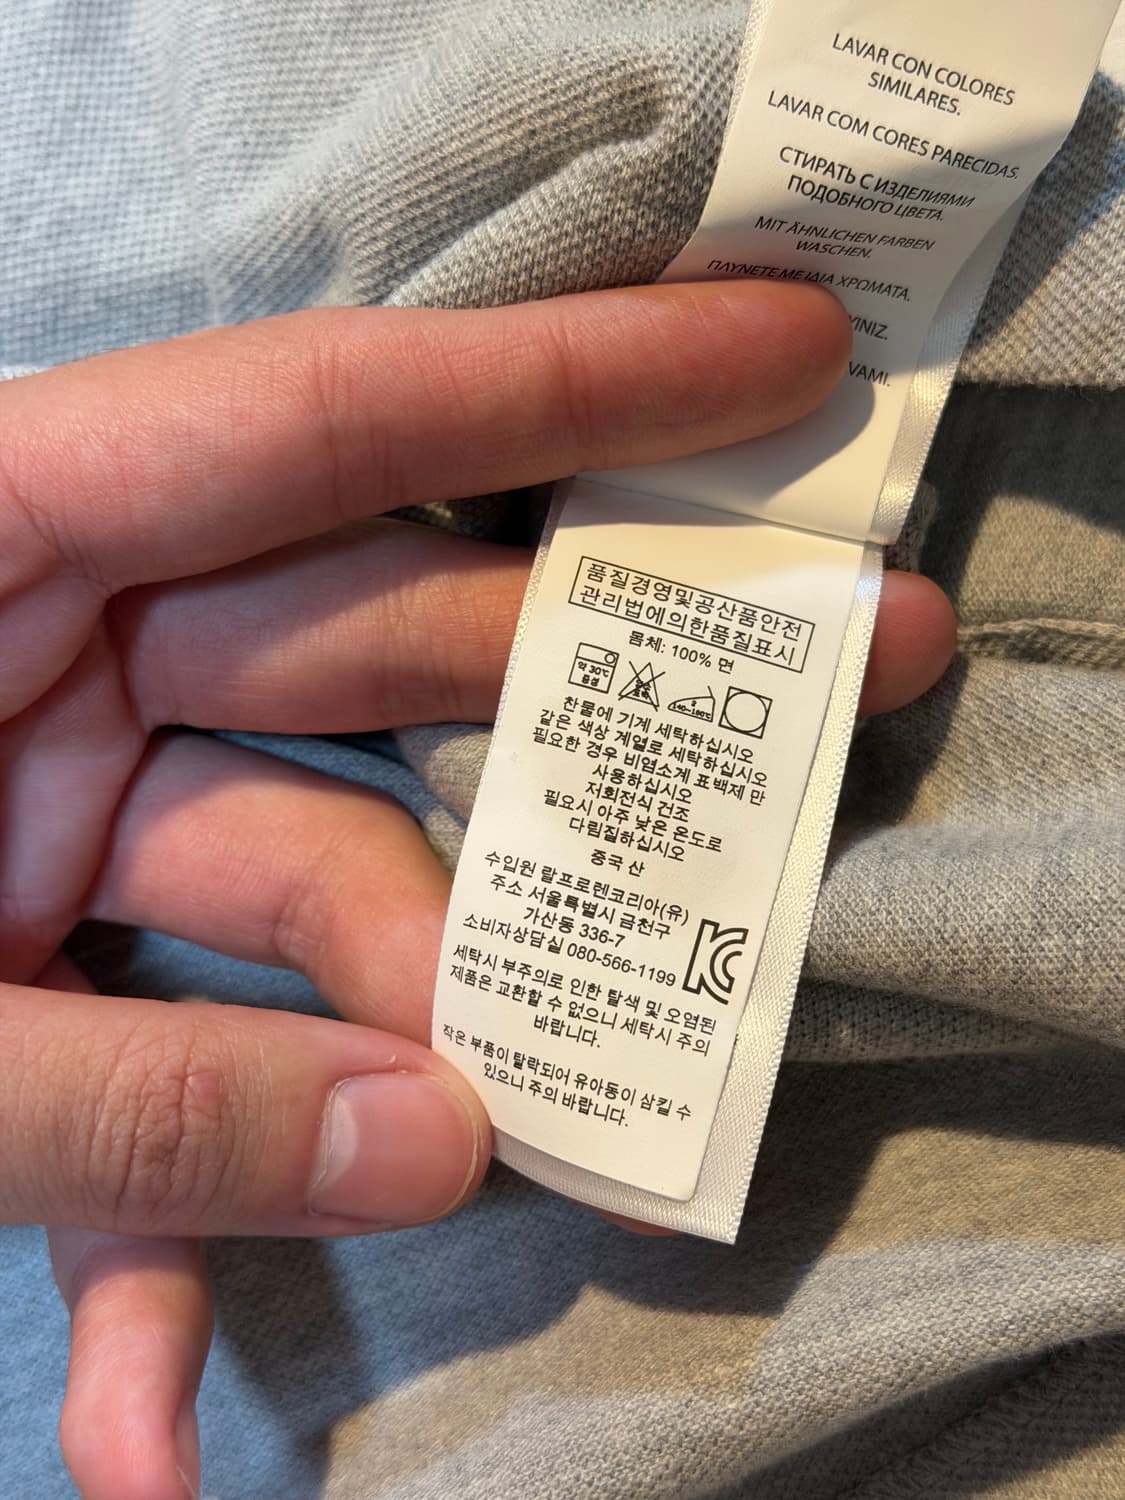 LAVAR CON COLORES
SIMILARES.
LAVAR COM CORES PARECIDAS.
СТИРАТЬ С ИЗДЕЛИЯМИ
ПОДОБНОГО ЦВЕТА.
MIT ÄHNLICHEN FARBEN
WASCHEN.
ΠΛΥΝΕΤΕ ΜΕ ΙΔΙΑ ΧΡΩΜΑΤΑ.
품질경영및공산품안전
관리법에의한품질표시
몸체: 100% 면
약 30℃
중성
140~160℃
찬물에 기계 세탁하십시오
같은 색상 계열로 세탁하십시오
필요한 경우 비염소계 표백제 만
사용하십시오
저회전식 건조
필요시 아주 낮은 온도로
다림질하십시오
중국 산
수입원 랄프로렌코리아(유)
주소 서울특별시 금천구
가산동 336-7
소비자상담실 080-566-1199
세탁시 부주의로 인한 탈색 및 오염된
제품은 교환할 수 없으니 세탁시 주의
바랍니다.
작은 부품이 탈락되어 유아동이 삼킬 수
있으니 주의 바랍니다.